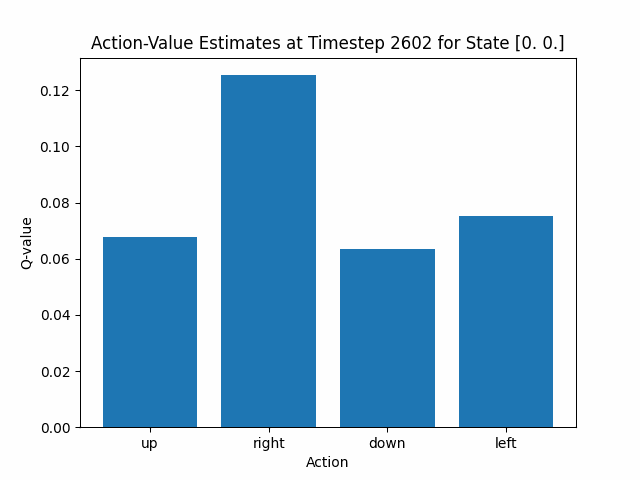 Action-Value Estimates at Timestep 2602 for State [0. 0.]
0.12
0.10
0.08
0.06
0.04
0.02
0.00
Q-value
up right down left
Action